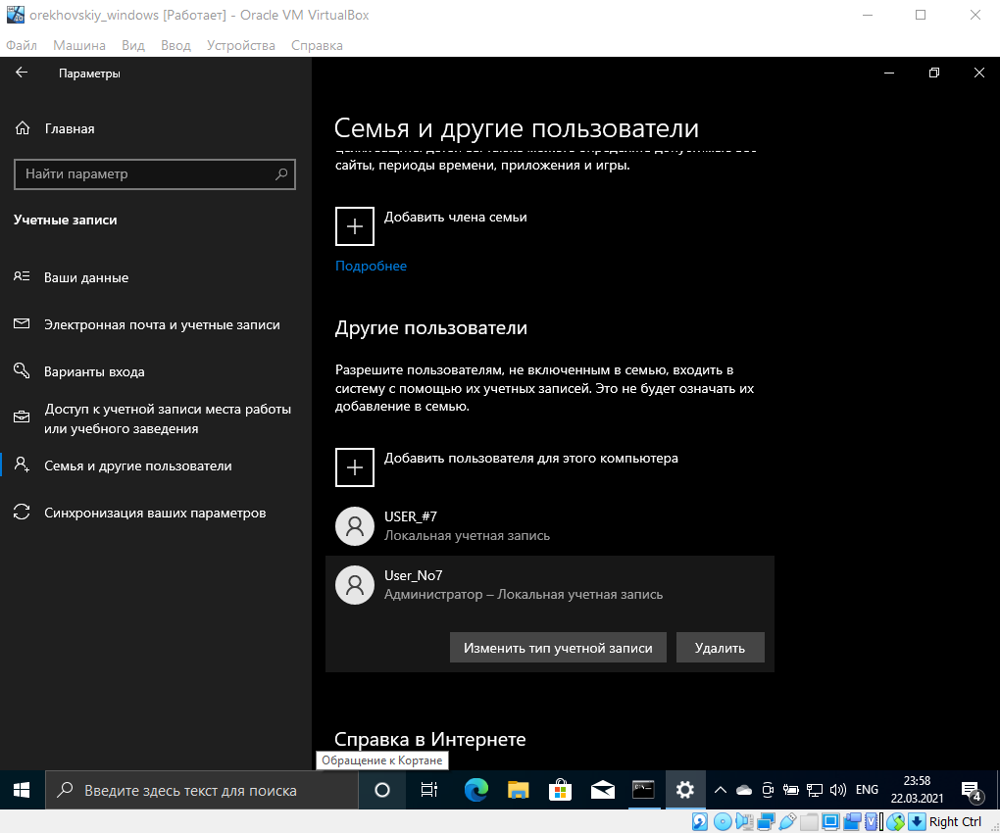 orekhovskiy_windows [Работает] - Oracle VM VirtualBox
Файл Машина Вид Ввод Устройства Справка
Параметры
Главная
Найти параметр
Учетные записи
Ваши данные
Электронная почта и учетные записи
Варианты входа
Доступ к учетной записи места работы
или учебного заведения
Семья и другие пользователи
Синхронизация ваших параметров
Семья и другие пользователи
сайты, периоды времени, приложения и игры.
Добавить члена семьи
Подробнее
Другие пользователи
Разрешите пользователям, не включенным в семью, входить в
систему с помощью их учетных записей. Это не будет означать их
добавление в семью.
Добавить пользователя для этого компьютера
USER_#7
Локальная учетная запись
User_No7
Администратор – Локальная учетная запись
Изменить тип учетной записи Удалить
Справка в Интернете
Обращение к Кортане
Введите здесь текст для поиска
ENG
23:58
22.03.2021
4
Right Ctrl